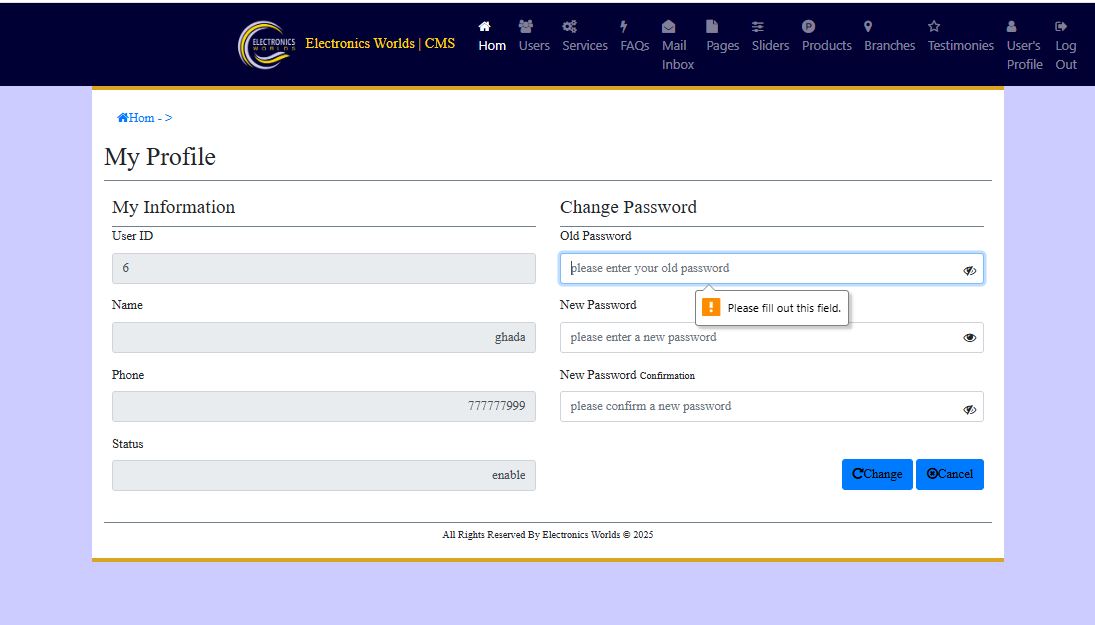 ELECTRONICS
WORLDS
Electronics Worlds | CMS
Hom
Users
Services
FAQs
Mail
Inbox
Pages
Sliders
Products
Branches
Testimonies
User's
Profile
Log
Out
Hom - >
My Profile
My Information
User ID
6
Name
ghada
Phone
777777999
Status
enable
Change Password
Old Password
please enter your old password
Please fill out this field.
New Password
please enter a new password
New Password Confirmation
please confirm a new password
Change
Cancel
All Rights Reserved By Electronics Worlds © 2025